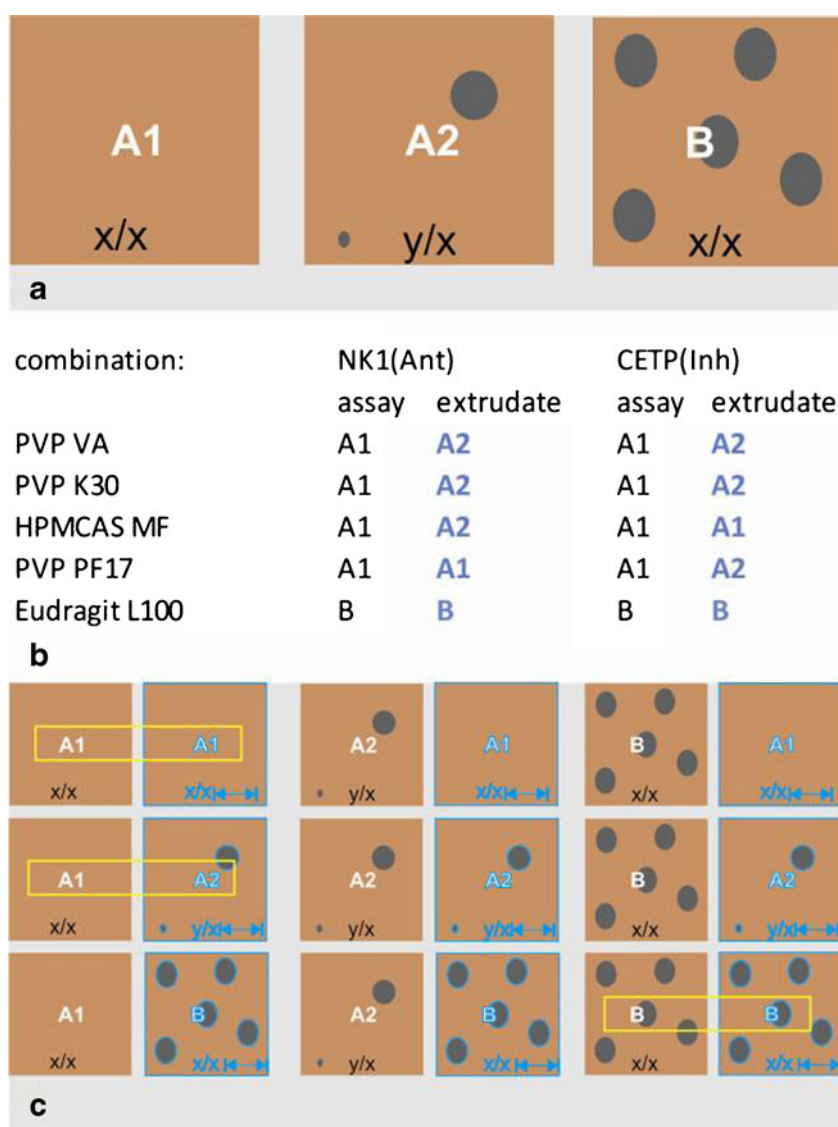 A1 A2 B
x/x y/x x/x
a
combination: NK1(Ant) CETP(Inh)
assay extrudate assay extrudate
PVP VA A1 A2 A1 A2
PVP K30 A1 A2 A1 A2
HPMCAS MF A1 A2 A1 A1
PVP PF17 A1 A1 A1 A2
Eudragit L100 B B B B
b
A1 A1 A2 A1 B A1
x/x x/x y/x x/x x/x x/x
A1 A2 A2 A2 B A2
x/x y/x y/x y/x x/x y/x
A1 B A2 B B B
x/x x/x y/x x/x x/x x/x
c